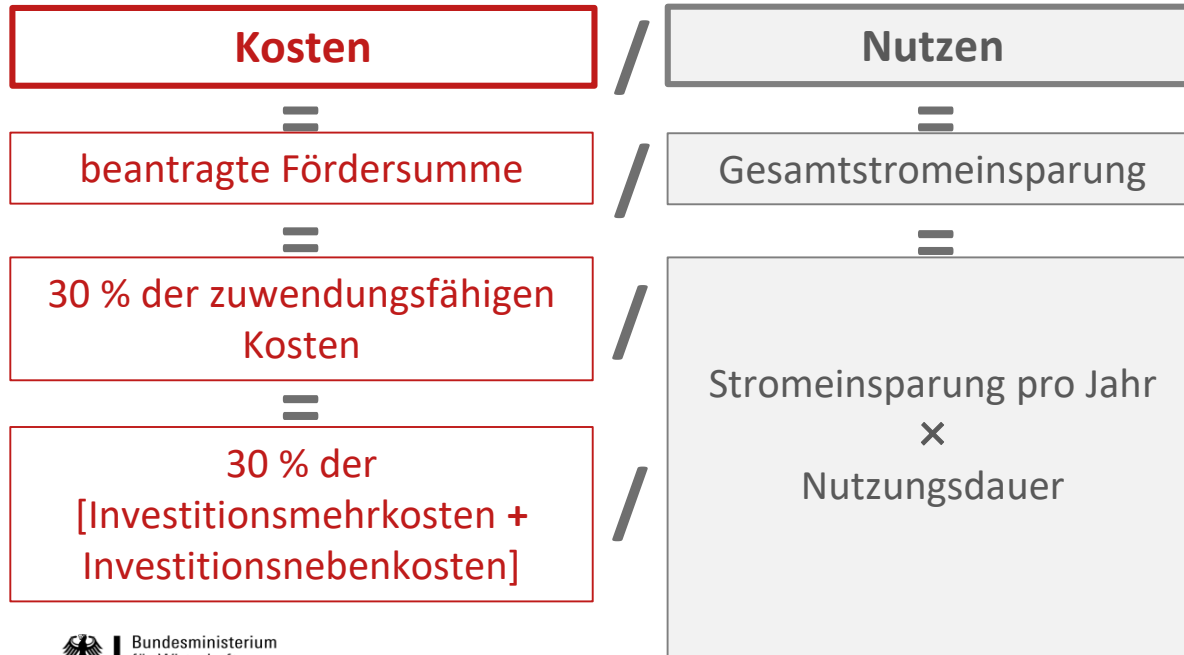 Kosten / Nutzen
= =
beantragte Fördersumme / Gesamtstromeinsparung
= =
30 % der zuwendungsfähigen
Kosten
/
=
30 % der
[Investitionsmehrkosten +
Investitionsnebenkosten]
/
Stromeinsparung pro Jahr
×
Nutzungsdauer
Bundesministerium